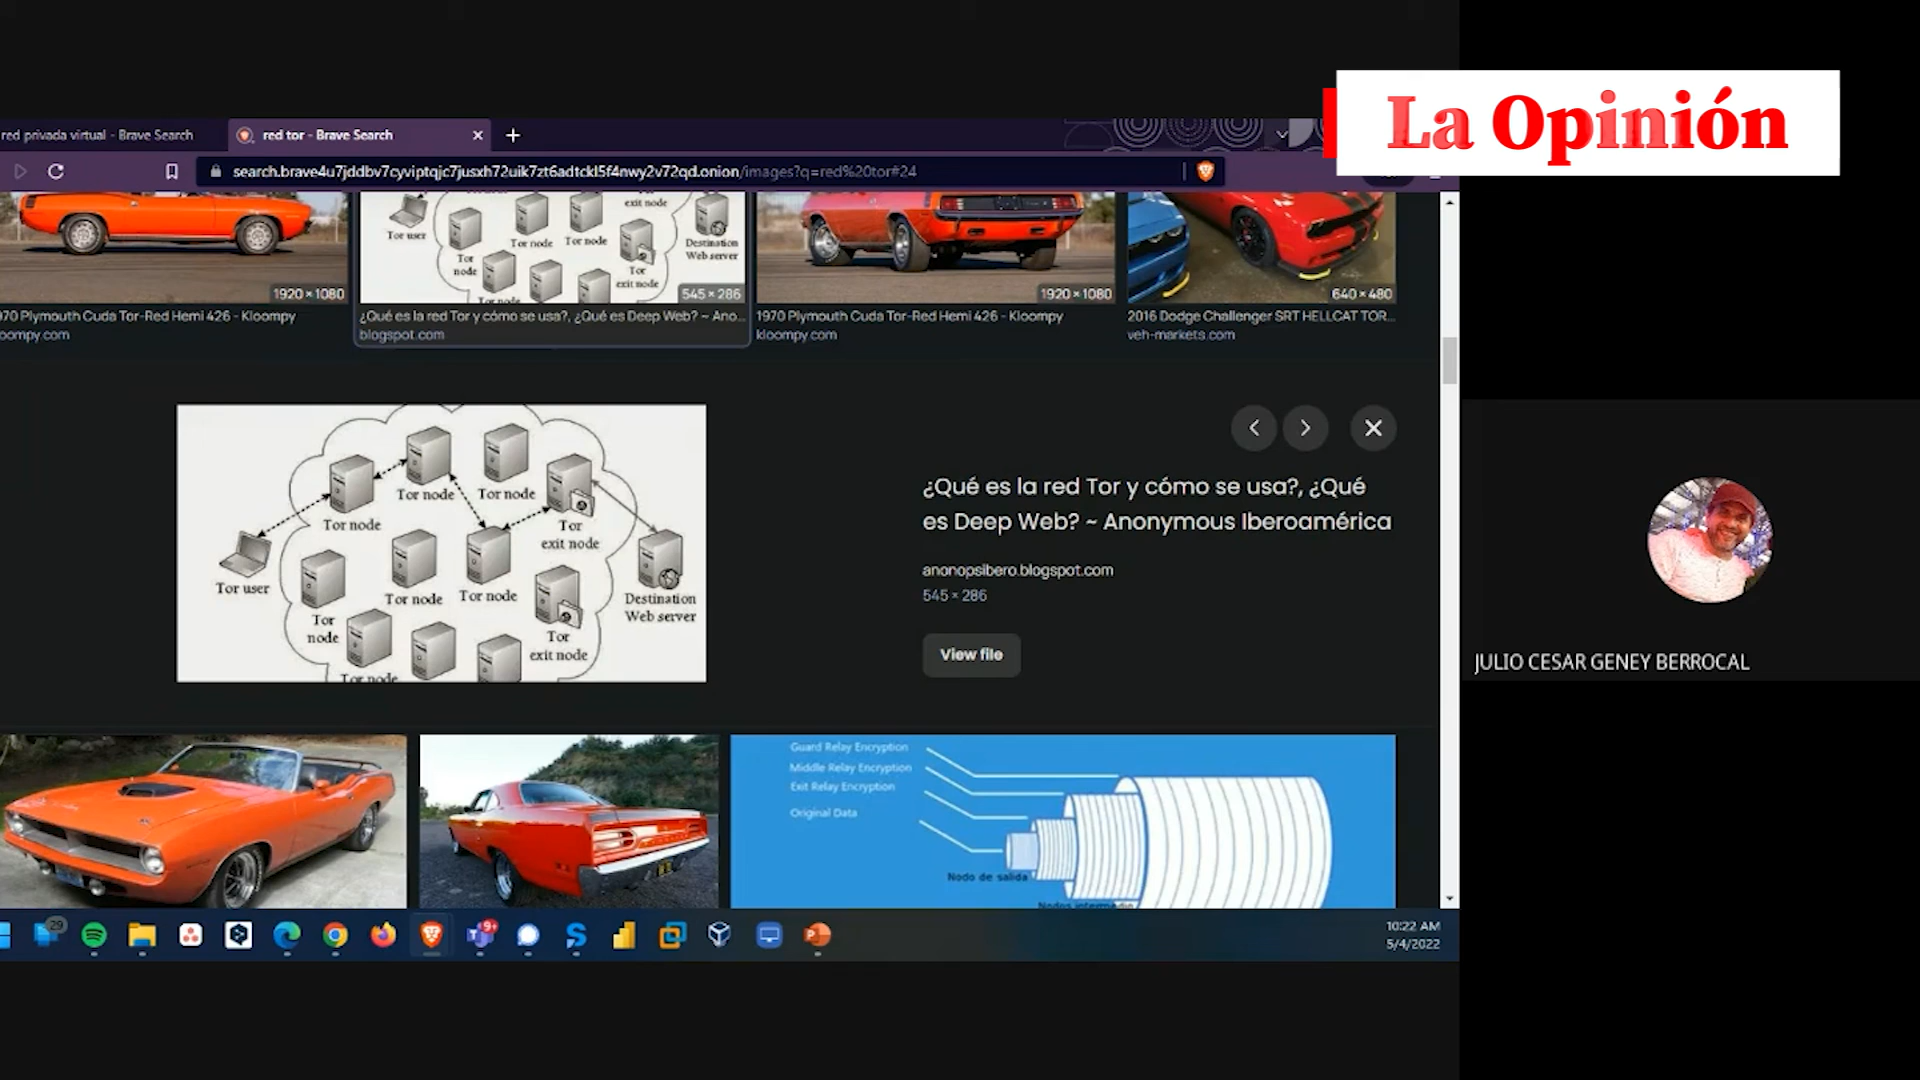 La Opinión
red privada virtual - Brave Search
red tor - Brave Search
search.brave4u7jddbv7cyviptqjc7jusxh72uik7zt6adtckl5f4nwy2v72qd.onion/images?q=red%20tor#24
1920 × 1080
70 Plymouth Cuda Tor-Red Hemi 426 - Kloompy
oompy.com
Tor user
Tor node
Tor node
Tor node
exit node
Tor exit node
Destination Web server
Tor node
545 × 286
¿Qué es la red Tor y cómo se usa?, ¿Qué es Deep Web? ~ Ano...
blogspot.com
1920 × 1080
1970 Plymouth Cuda Tor-Red Hemi 426 - Kloompy
kloompy.com
640 × 480
2016 Dodge Challenger SRT HELLCAT TOR...
veh-markets.com
Tor node
Tor node
Tor node
Tor
exit node
Tor user
Tor node
Tor node
Tor
node
Destination
Web server
Tor
exit node
Tor node
¿Qué es la red Tor y cómo se usa?, ¿Qué
es Deep Web? ~ Anonymous Iberoamérica
anonopsibero.blogspot.com
545 × 286
View file
JULIO CESAR GENEY BERROCAL
Guard Relay Encryption
Middle Relay Encryption
Exit Relay Encryption
Original Data
Nodo de salida
Nodos intermedio
29
9+
10:22 AM
5/4/2022